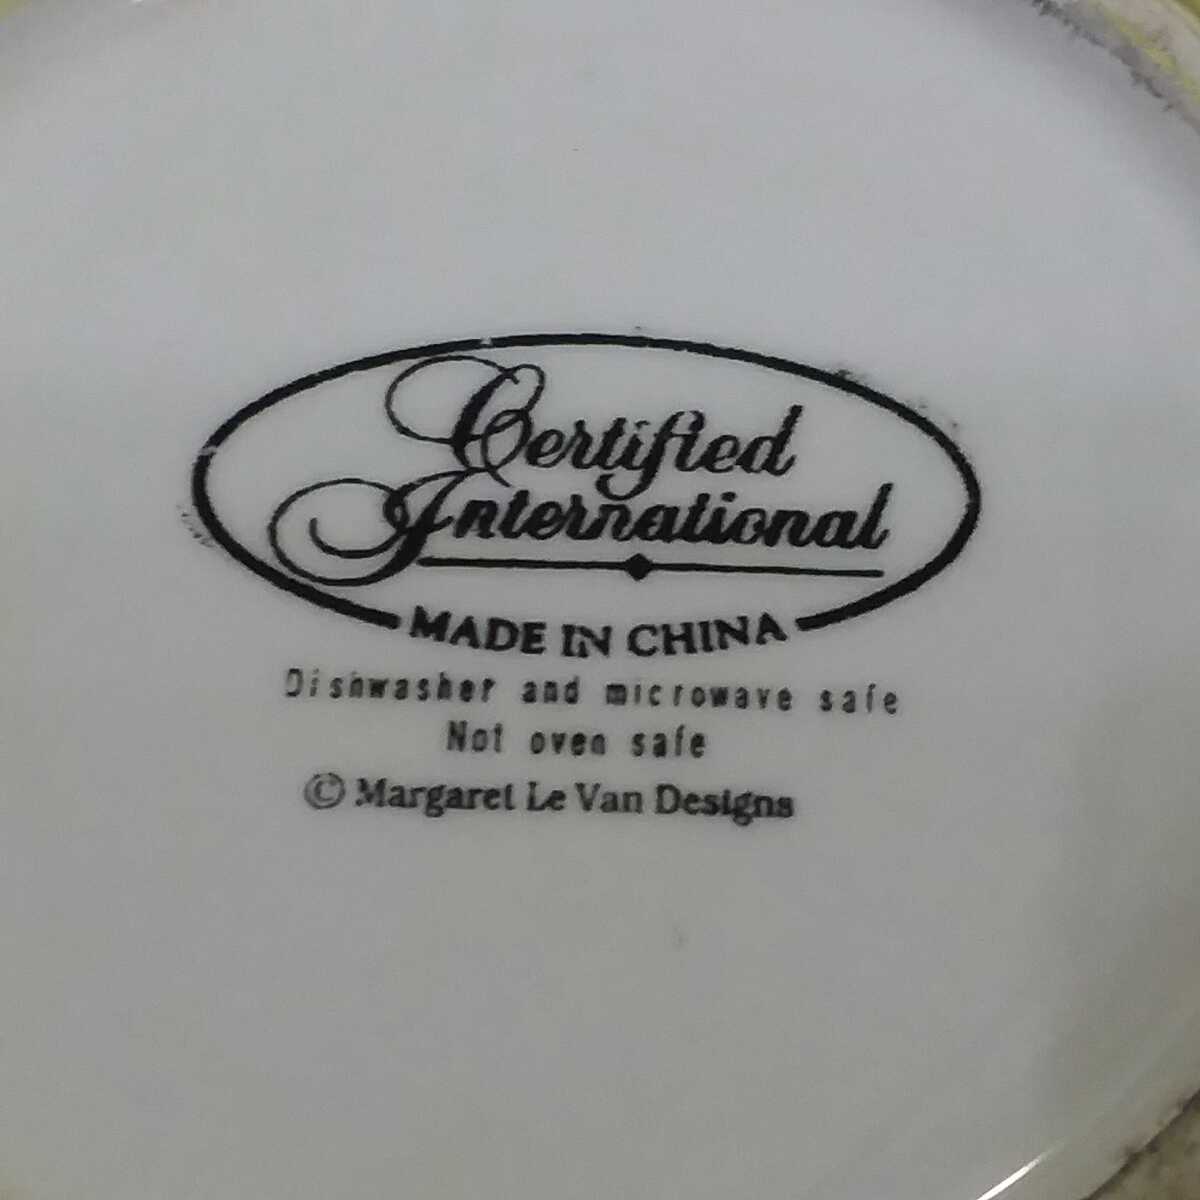 Certified
International
MADE IN CHINA
Dishwasher and microwave safe
Not oven safe
© Margaret Le Van Designs